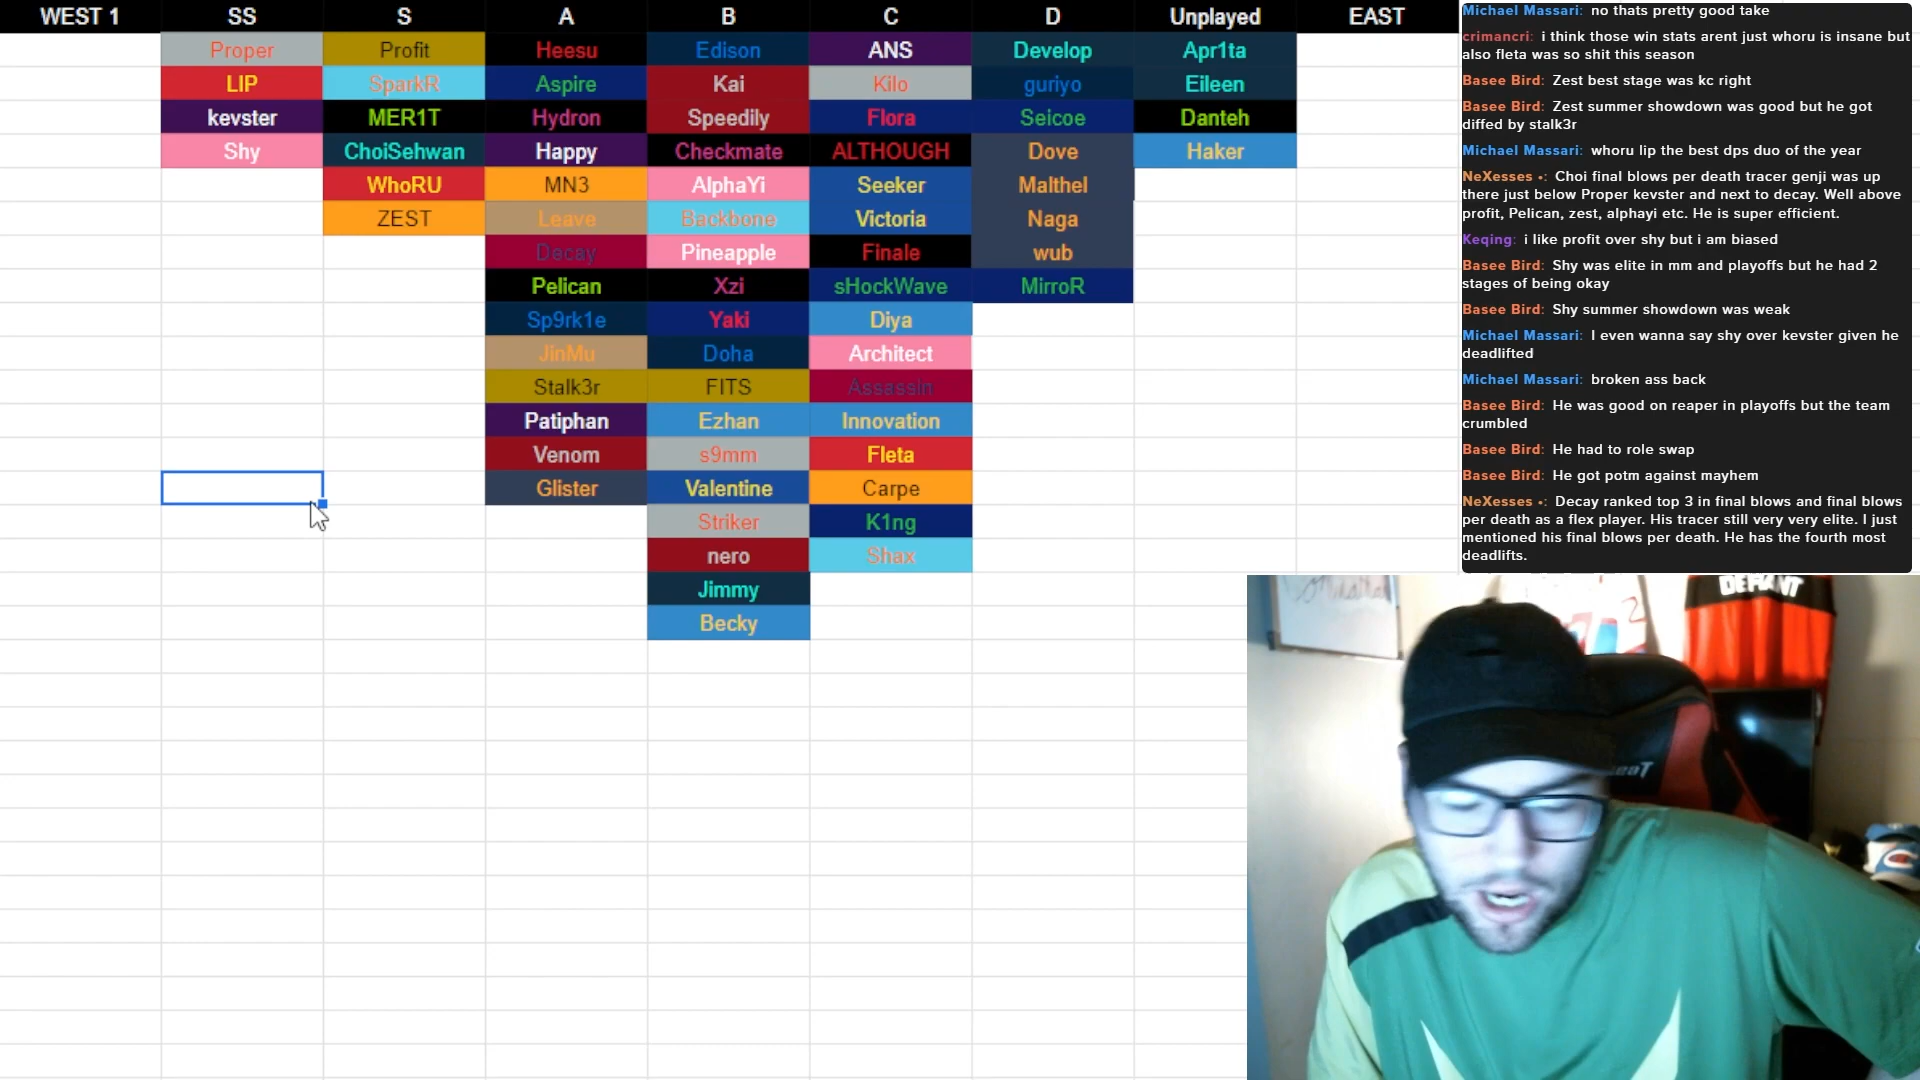 WEST 1 SS S A B C D Unplayed EAST
Proper Profit Heesu Edison ANS Develop Apr1ta
LIP SparkR Aspire Kai Kilo guriyo Eileen
kevster MER1T Hydron Speedily Flora Seicoe Danteh
Shy ChoiSehwan Happy Checkmate ALTHOUGH Dove Haker
WhoRU MN3 AlphaYi Seeker Malthel
ZEST Leave Backbone Victoria Naga
Decay Pineapple Finale wub
Pelican Xzi sHockWave MirroR
Sp9rk1e Yaki Diya
JinMu Doha Architect
Stalk3r FITS Assassin
Patiphan Ezhan Innovation
Venom s9mm Fleta
Glister Valentine Carpe
Striker K1ng
nero Shax
Jimmy
Becky
Michael Massari: no thats pretty good take
crimancri: i think those win stats arent just whoru is insane but
also fleta was so shit this season
Basee Bird: Zest best stage was kc right
Basee Bird: Zest summer showdown was good but he got
diffed by stalk3r
Michael Massari: whoru lip the best dps duo of the year
NeXesses •: Choi final blows per death tracer genji was up
there just below Proper kevster and next to decay. Well above
profit, Pelican, zest, alphayi etc. He is super efficient.
Keqing: i like profit over shy but i am biased
Basee Bird: Shy was elite in mm and playoffs but he had 2
stages of being okay
Basee Bird: Shy summer showdown was weak
Michael Massari: I even wanna say shy over kevster given he
deadlifted
Michael Massari: broken ass back
Basee Bird: He was good on reaper in playoffs but the team
crumbled
Basee Bird: He had to role swap
Basee Bird: He got potm against mayhem
NeXesses •: Decay ranked top 3 in final blows and final blows
per death as a flex player. His tracer still very very elite. I just
mentioned his final blows per death. He has the fourth most
deadlifts.
DEFIANT